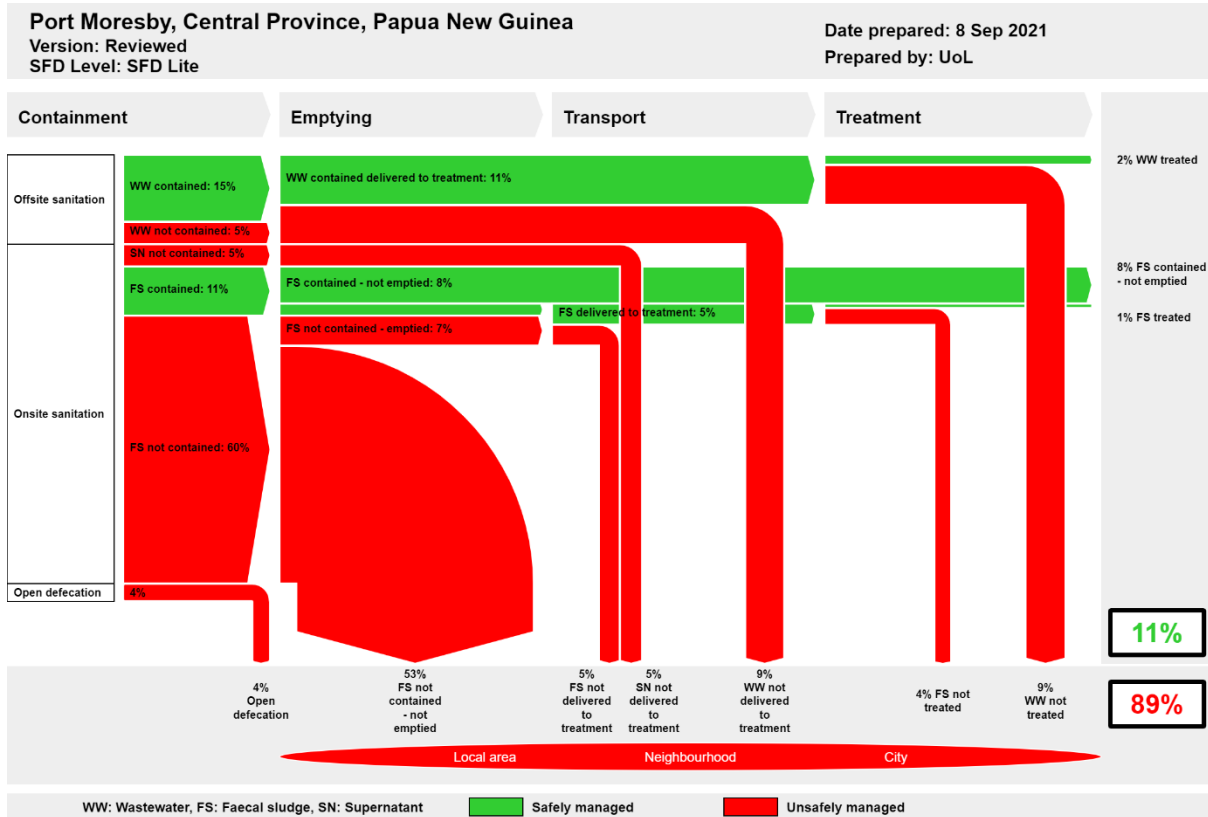 Port Moresby, Central Province, Papua New Guinea
Version: Reviewed
SFD Level: SFD Lite
Date prepared: 8 Sep 2021
Prepared by: UoL
Containment
Emptying
Transport
Treatment
Offsite sanitation
WW contained: 15%
WW contained delivered to treatment: 11%
2% WW treated
WW not contained: 5%
Onsite sanitation
SN not contained: 5%
FS contained: 11%
FS contained - not emptied: 8%
8% FS contained
- not emptied
FS delivered to treatment: 5%
1% FS treated
FS not contained - emptied: 7%
FS not contained: 60%
Open defecation
4%
11%
4%
Open
defecation
53%
FS not
contained
- not
emptied
5%
FS not
delivered
to
treatment
5%
SN not
delivered
to
treatment
9%
WW not
delivered
to
treatment
4% FS not
treated
9%
WW not
treated
89%
Local area
Neighbourhood
City
WW: Wastewater, FS: Faecal sludge, SN: Supernatant
Safely managed
Unsafely managed